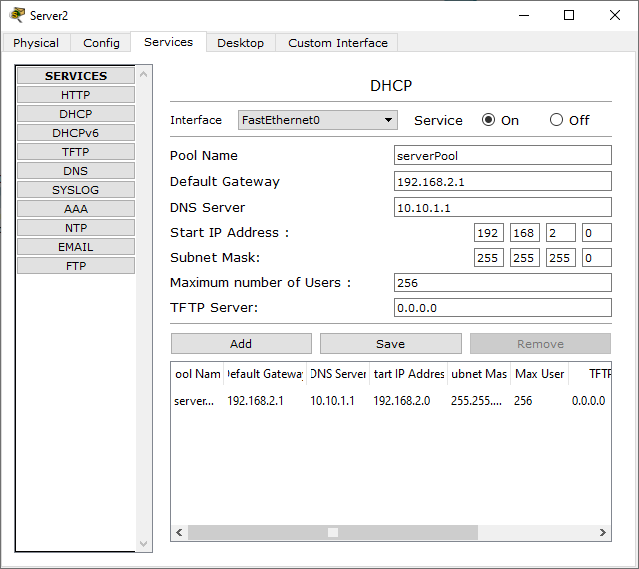 Server2
Physical Config Services Desktop Custom Interface
SERVICES
HTTP
DHCP
DHCPv6
TFTP
DNS
SYSLOG
AAA
NTP
EMAIL
FTP
DHCP
Interface FastEthernet0 Service On Off
Pool Name serverPool
Default Gateway 192.168.2.1
DNS Server 10.10.1.1
Start IP Address : 192 168 2 0
Subnet Mask: 255 255 255 0
Maximum number of Users : 256
TFTP Server: 0.0.0.0
Add Save Remove
ool Nam efault Gateway DNS Server tart IP Addres ubnet Mas Max User TFTP
server... 192.168.2.1 10.10.1.1 192.168.2.0 255.255.... 256 0.0.0.0